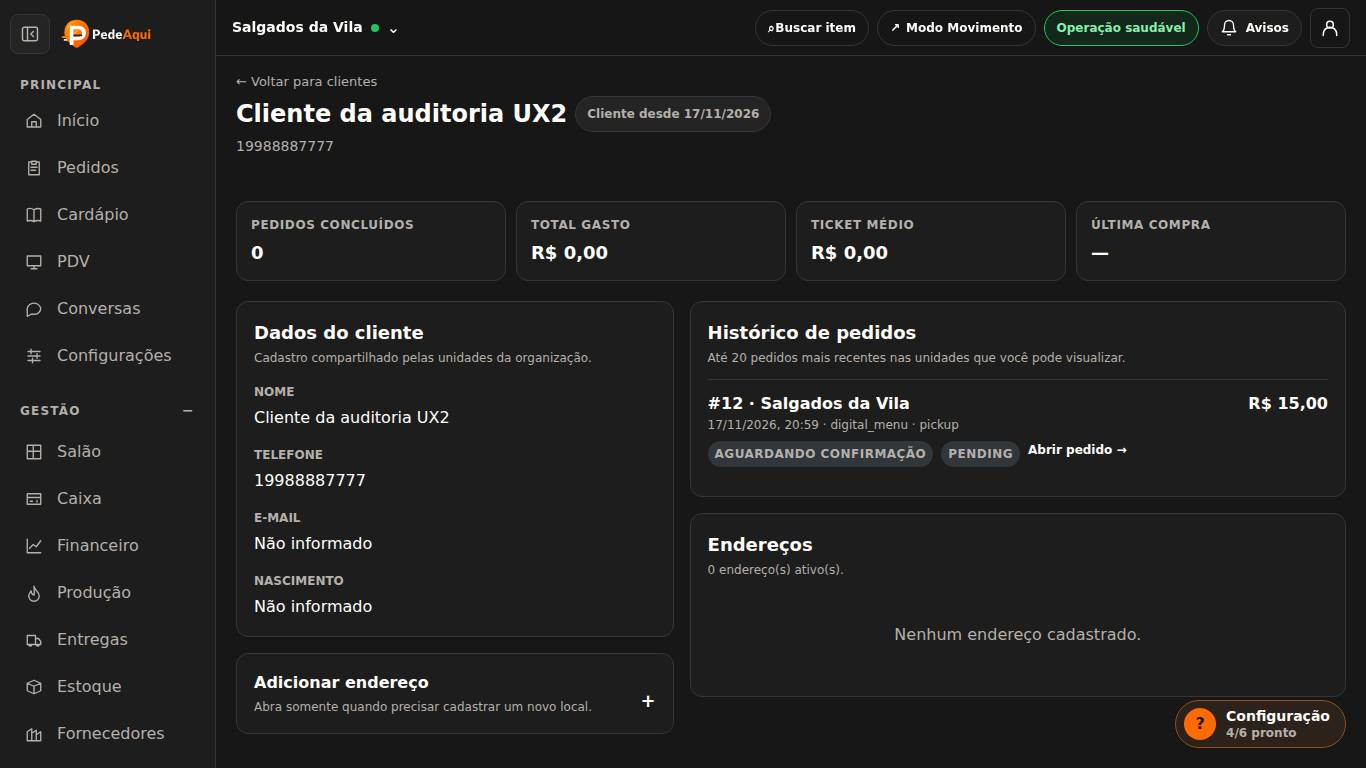 PedeAqui
PRINCIPAL
Início
Pedidos
Cardápio
PDV
Conversas
Configurações
GESTÃO −
Salão
Caixa
Financeiro
Produção
Entregas
Estoque
Fornecedores
Salgados da Vila
⌕Buscar item
↗ Modo Movimento
Operação saudável
Avisos
← Voltar para clientes
Cliente da auditoria UX2
Cliente desde 17/11/2026
19988887777
PEDIDOS CONCLUÍDOS
0
TOTAL GASTO
R$ 0,00
TICKET MÉDIO
R$ 0,00
ÚLTIMA COMPRA
—
Dados do cliente
Cadastro compartilhado pelas unidades da organização.
NOME
Cliente da auditoria UX2
TELEFONE
19988887777
E-MAIL
Não informado
NASCIMENTO
Não informado
Adicionar endereço
Abra somente quando precisar cadastrar um novo local.
+
Histórico de pedidos
Até 20 pedidos mais recentes nas unidades que você pode visualizar.
#12 · Salgados da Vila R$ 15,00
17/11/2026, 20:59 · digital_menu · pickup
AGUARDANDO CONFIRMAÇÃO PENDING Abrir pedido →
Endereços
0 endereço(s) ativo(s).
Nenhum endereço cadastrado.
?
Configuração
4/6 pronto